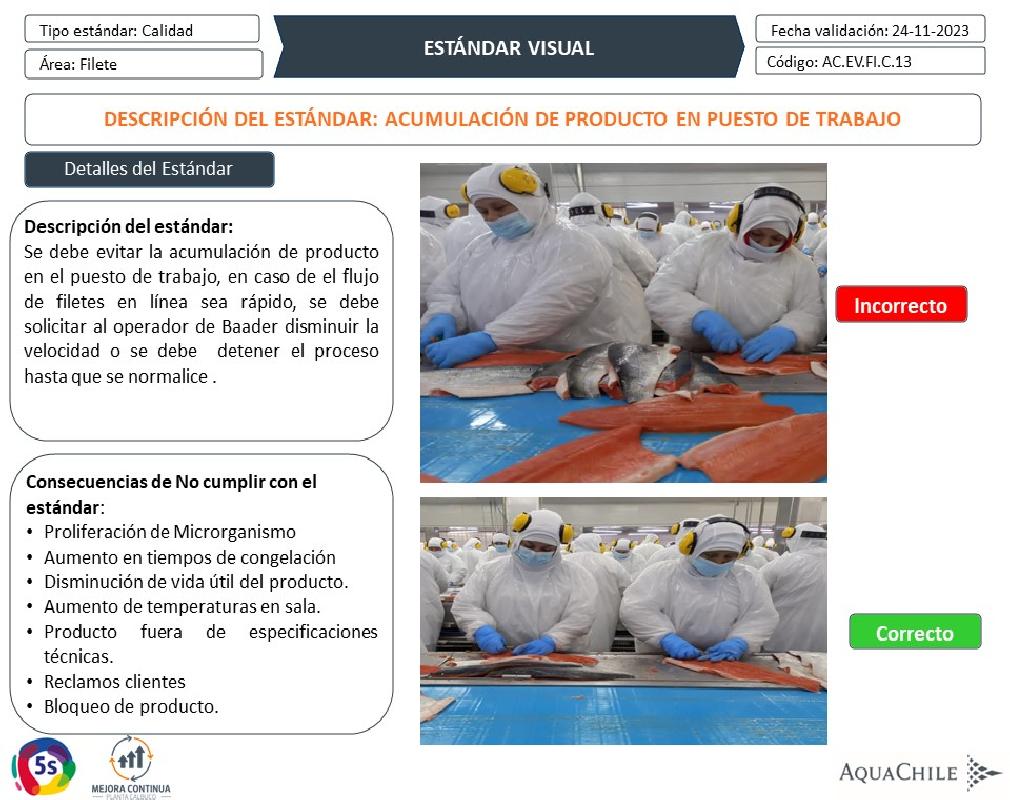 Tipo estándar: Calidad
Área: Filete
ESTÁNDAR VISUAL
Fecha validación: 24-11-2023
Código: AC.EV.FI.C.13
DESCRIPCIÓN DEL ESTÁNDAR: ACUMULACIÓN DE PRODUCTO EN PUESTO DE TRABAJO
Detalles del Estándar
Descripción del estándar:
Se debe evitar la acumulación de producto
en el puesto de trabajo, en caso de el flujo
de filetes en línea sea rápido, se debe
solicitar al operador de Baader disminuir la
velocidad o se debe detener el proceso
hasta que se normalice .
Incorrecto
Consecuencias de No cumplir con el
estándar:
• Proliferación de Microrganismo
• Aumento en tiempos de congelación
• Disminución de vida útil del producto.
• Aumento de temperaturas en sala.
• Producto fuera de especificaciones
técnicas.
• Reclamos clientes
• Bloqueo de producto.
Correcto
5s
MEJORA CONTINUA
PLANTA CALBUCO
AQUACHILE